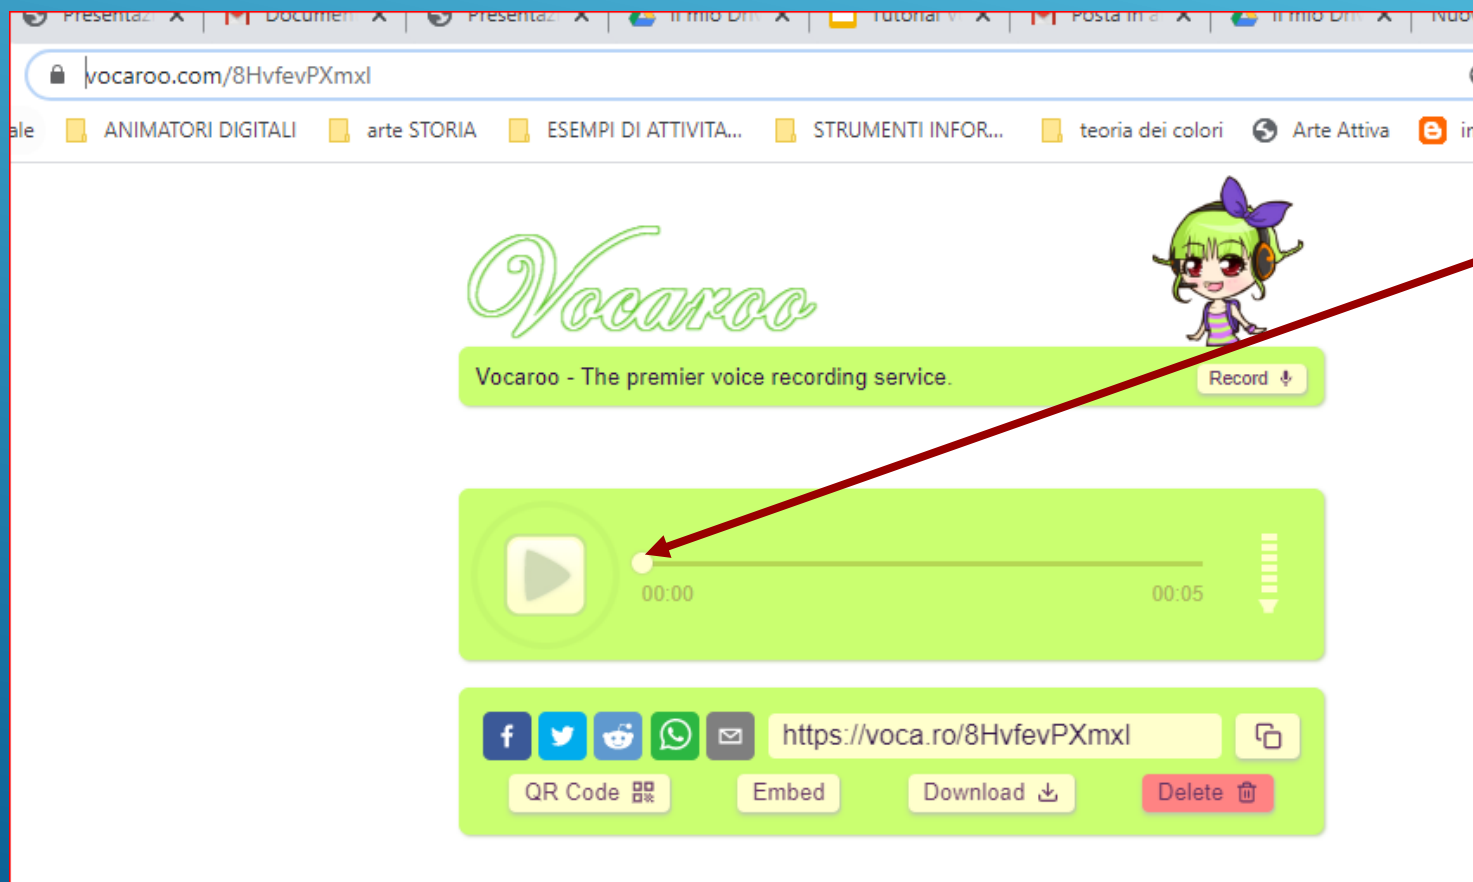 vocaroo.com/8HvfevPXmxl
ale ANIMATORI DIGITALI arte STORIA ESEMPI DI ATTIVITA... STRUMENTI INFOR... teoria dei colori Arte Attiva
Vocaroo
Vocaroo - The premier voice recording service.
Record
00:00 00:05
https://voca.ro/8HvfevPXmxl
QR Code Embed Download Delete